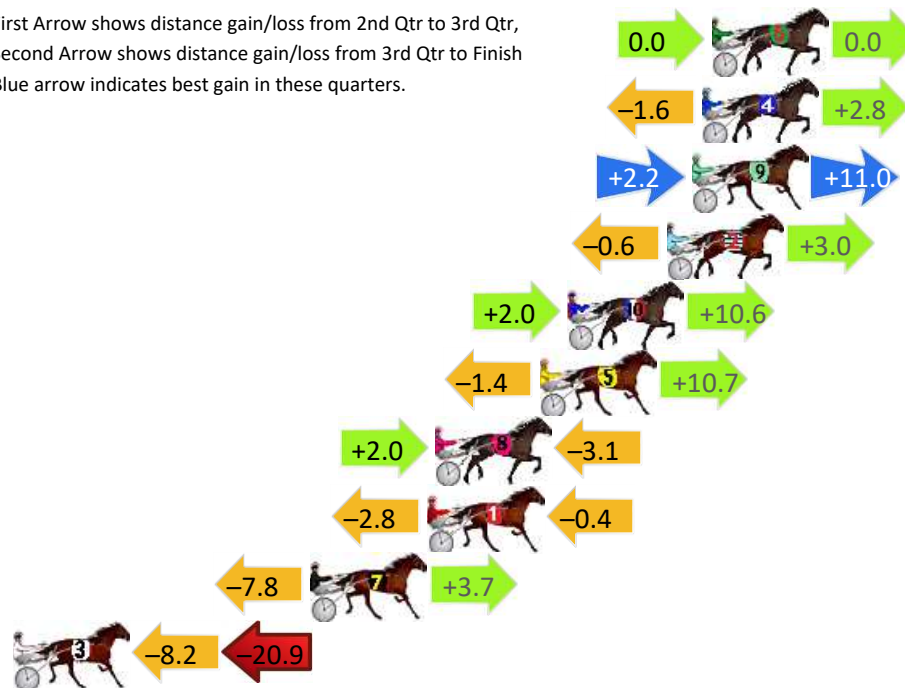 irst Arrow shows distance gain/loss from 2nd Qtr to 3rd Qtr,
econd Arrow shows distance gain/loss from 3rd Qtr to Finish
Blue arrow indicates best gain in these quarters.
0.0 6 0.0
–1.6 4 +2.8
+2.2 9 +11.0
–0.6 2 +3.0
+2.0 10 +10.6
–1.4 5 +10.7
+2.0 8 –3.1
–2.8 1 –0.4
–7.8 7 +3.7
3 –8.2 –20.9